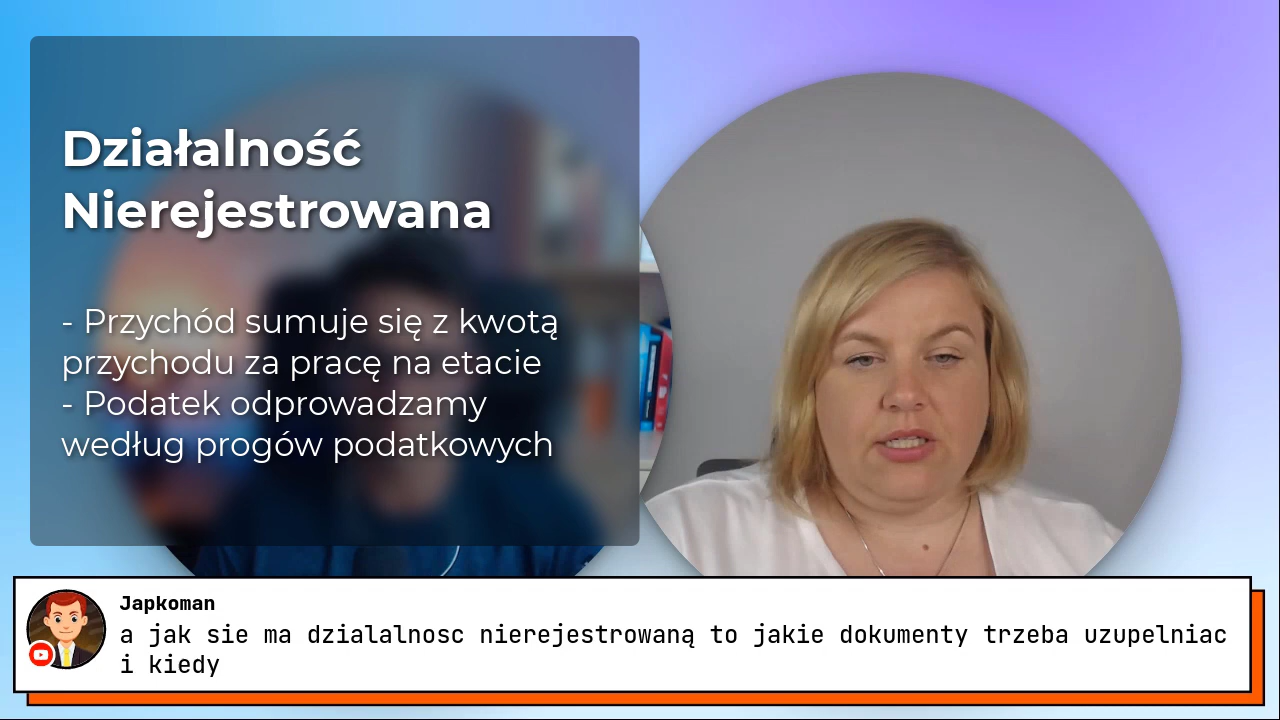 Działalność
Nierejestrowana
- Przychód sumuje się z kwotą
przychodu za pracę na etacie
- Podatek odprowadzamy
według progów podatkowych
Japkoman
a jak sie ma dzialalnosc nierejestrowaną to jakie dokumenty trzeba uzupelniac
i kiedy